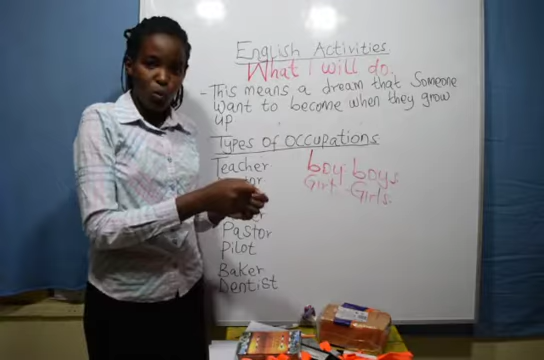 English Activities
What I will do.
- This means a dream that Someone
Want to become when they grow
up
Types of occupations
Teacher
boy - boys
Girl - Girls.
Pastor
Pilot
Baker
Dentist